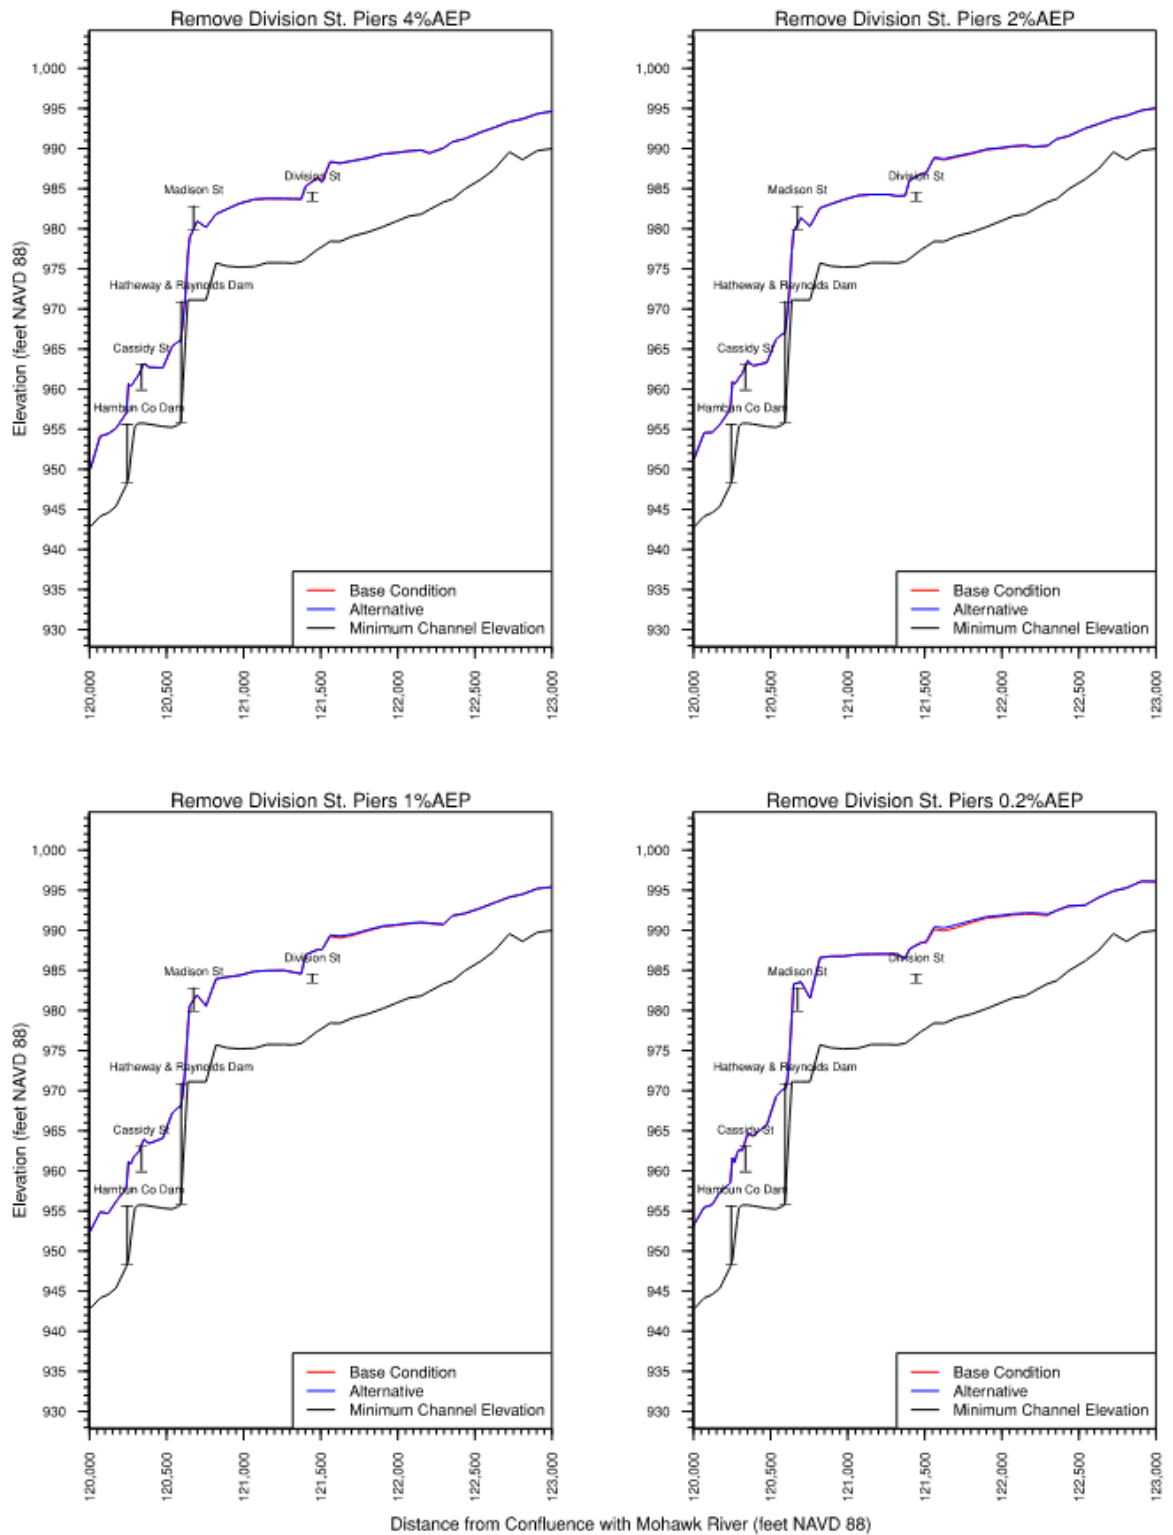 Remove Division St. Piers 4%AEP
Remove Division St. Piers 2%AEP
1,000
995
990
985
980
975
970
965
960
955
950
945
940
935
930
Elevation (feet NAVD 88)
Madison St
Division St
Hatheway & Raynolds Dam
Cassidy St
Hambun Co Dam
Base Condition
Alternative
Minimum Channel Elevation
120,000
120,500
121,000
121,500
122,000
122,500
123,000
1,000
995
990
985
980
975
970
965
960
955
950
945
940
935
930
Madison St
Division St
Hatheway & Raynolds Dam
Cassidy St
Hambun Co Dam
Base Condition
Alternative
Minimum Channel Elevation
120,000
120,500
121,000
121,500
122,000
122,500
123,000
Remove Division St. Piers 1%AEP
Remove Division St. Piers 0.2%AEP
1,000
995
990
985
980
975
970
965
960
955
950
945
940
935
930
Elevation (feet NAVD 88)
Madison St
Division St
Hatheway & Raynolds Dam
Cassidy St
Hambun Co Dam
Base Condition
Alternative
Minimum Channel Elevation
120,000
120,500
121,000
121,500
122,000
122,500
123,000
1,000
995
990
985
980
975
970
965
960
955
950
945
940
935
930
Madison St
Division St
Hatheway & Raynolds Dam
Cassidy St
Hambun Co Dam
Base Condition
Alternative
Minimum Channel Elevation
120,000
120,500
121,000
121,500
122,000
122,500
123,000
Distance from Confluence with Mohawk River (feet NAVD 88)